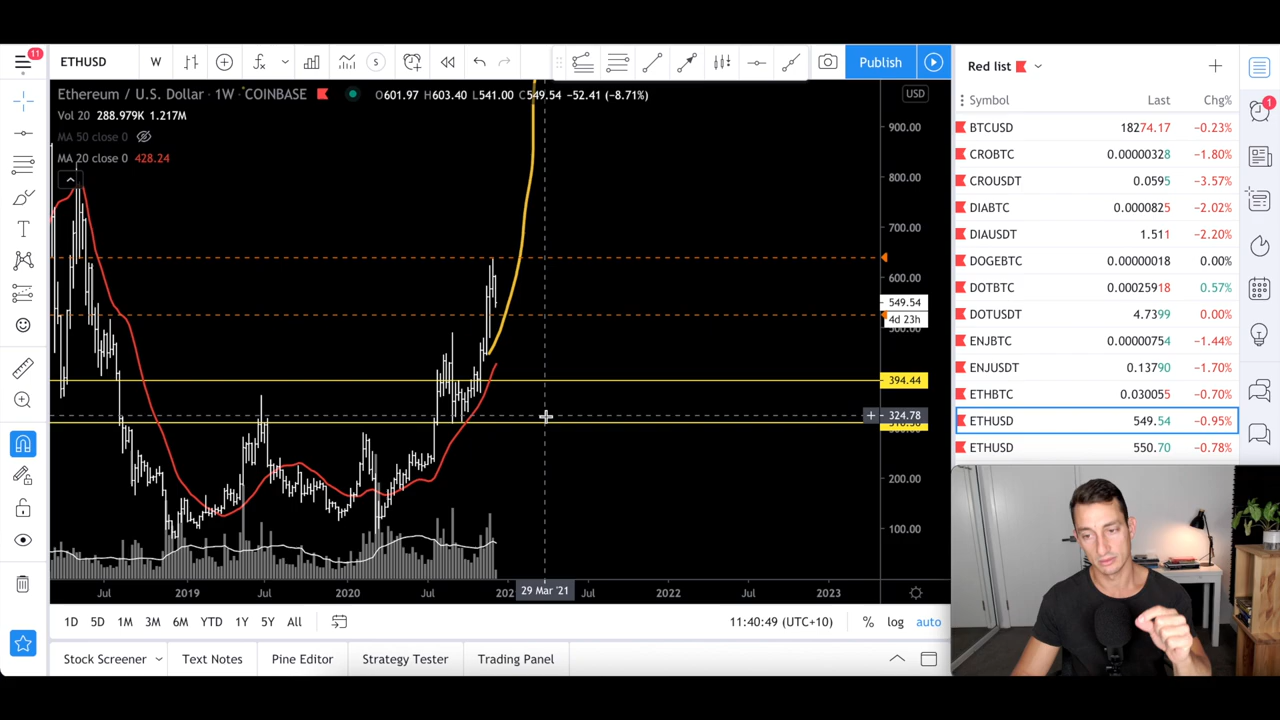 11
ETHUSD
W
Publish
Red list
1
Ethereum / U.S. Dollar · 1W · COINBASE O601.97 H603.40 L541.00 C549.54 −52.41 (−8.71%)
USD
Vol 20 288.979K 1.217M
MA 50 close 0
MA 20 close 0 428.24
900.00
800.00
700.00
600.00
549.54
4d 23h
500.00
394.44
324.78
200.00
100.00
Symbol Last Chg%
BTCUSD 18274.17 −0.23%
CROBTC 0.00000328 −1.80%
CROUSDT 0.0595 −3.57%
DIABTC 0.0000825 −2.02%
DIAUSDT 1.511 −2.20%
DOGEBTC 0.00000018 0.00%
DOTBTC 0.00025918 0.57%
DOTUSDT 4.7399 0.00%
ENJBTC 0.00000754 −1.44%
ENJUSDT 0.13790 −1.70%
ETHBTC 0.030055 −0.70%
ETHUSD 549.54 −0.95%
ETHUSD 550.70 −0.78%
Jul 2019 Jul 2020 Jul 29 Mar '21 Jul 2022 Jul 2023
1D 5D 1M 3M 6M YTD 1Y 5Y All 11:40:49 (UTC+10) % log auto
Stock Screener Text Notes Pine Editor Strategy Tester Trading Panel